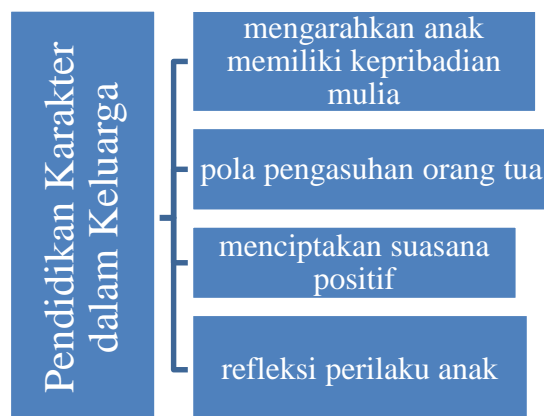 Pendidikan Karakter
dalam Keluarga
mengarahkan anak
memiliki kepribadian
mulia
pola pengasuhan orang tua
menciptakan suasana
positif
refleksi perilaku anak